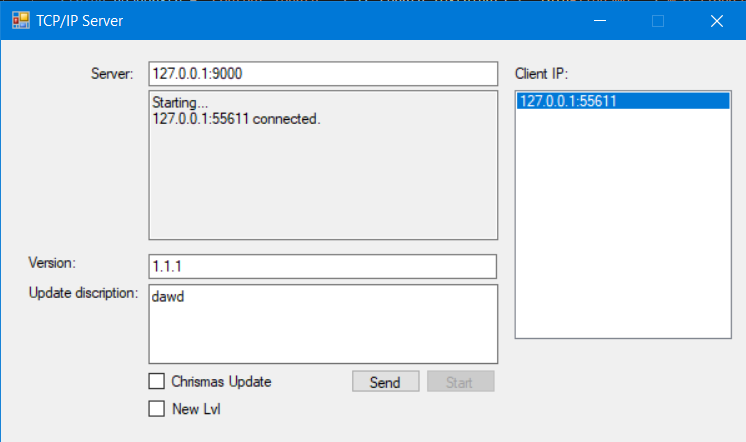 TCP/IP Server
Server:
127.0.0.1:9000
Client IP:
Starting...
127.0.0.1:55611 connected.
127.0.0.1:55611
Version:
1.1.1
Update discription:
dawd
Chrismas Update
Send
Start
New Lvl